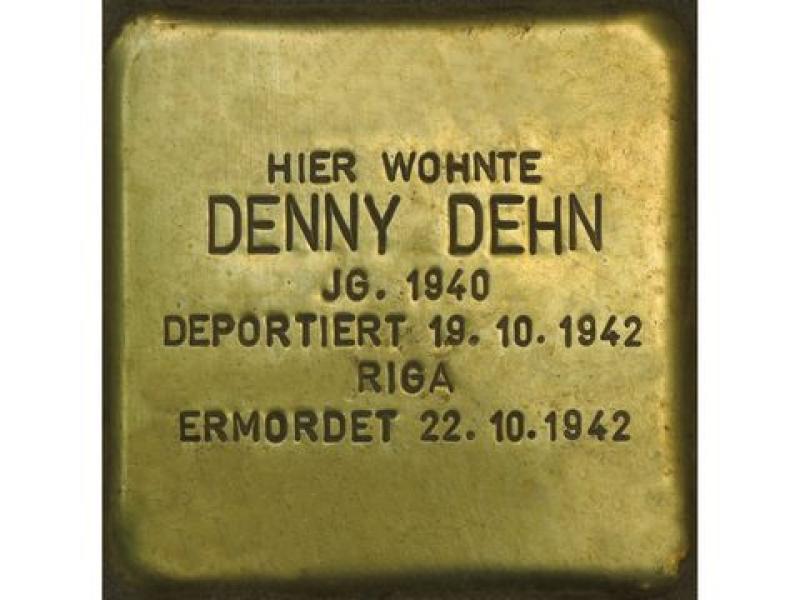 HIER WOHNTE
DENNY DEHN
JG. 1940
DEPORTIERT 19. 10. 1942
RIGA
ERMORDET 22. 10. 1942